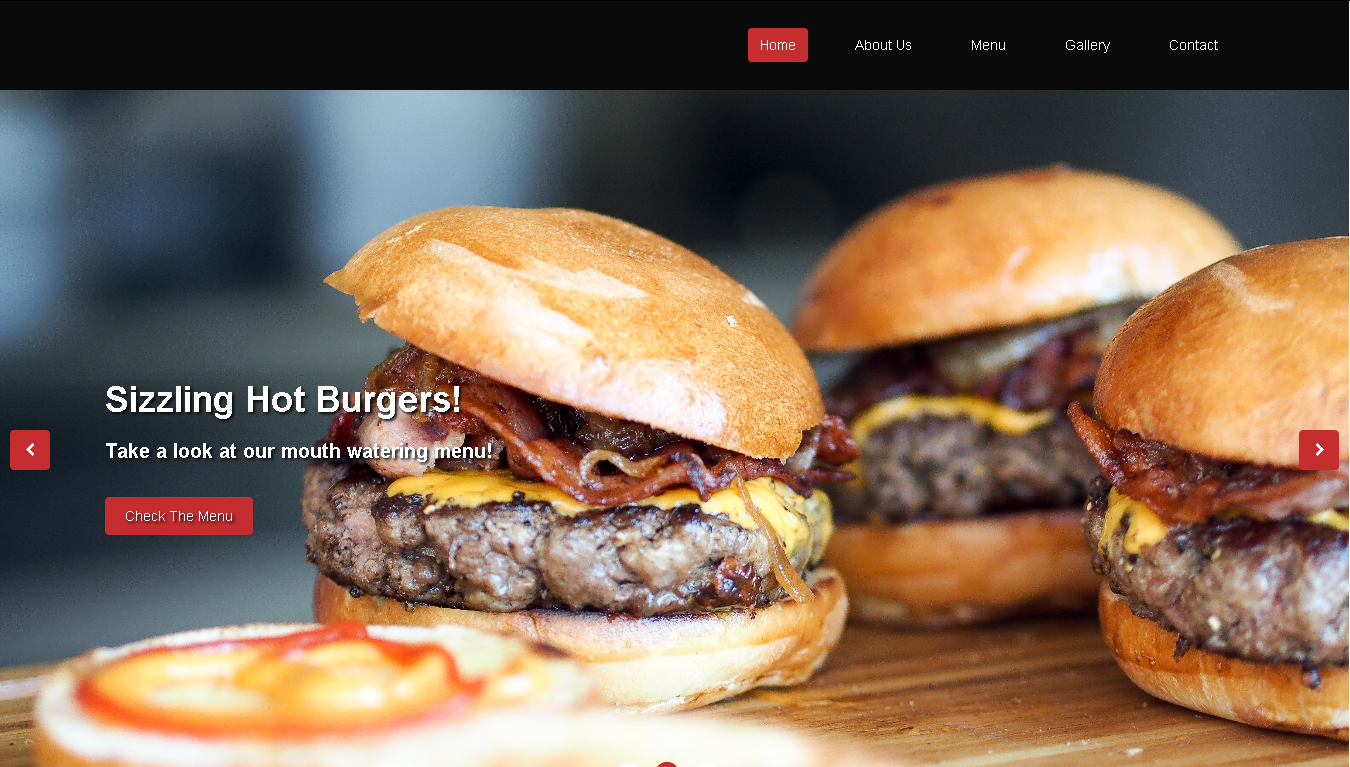 Home About Us Menu Gallery Contact
Sizzling Hot Burgers!
Take a look at our mouth watering menu!
Check The Menu